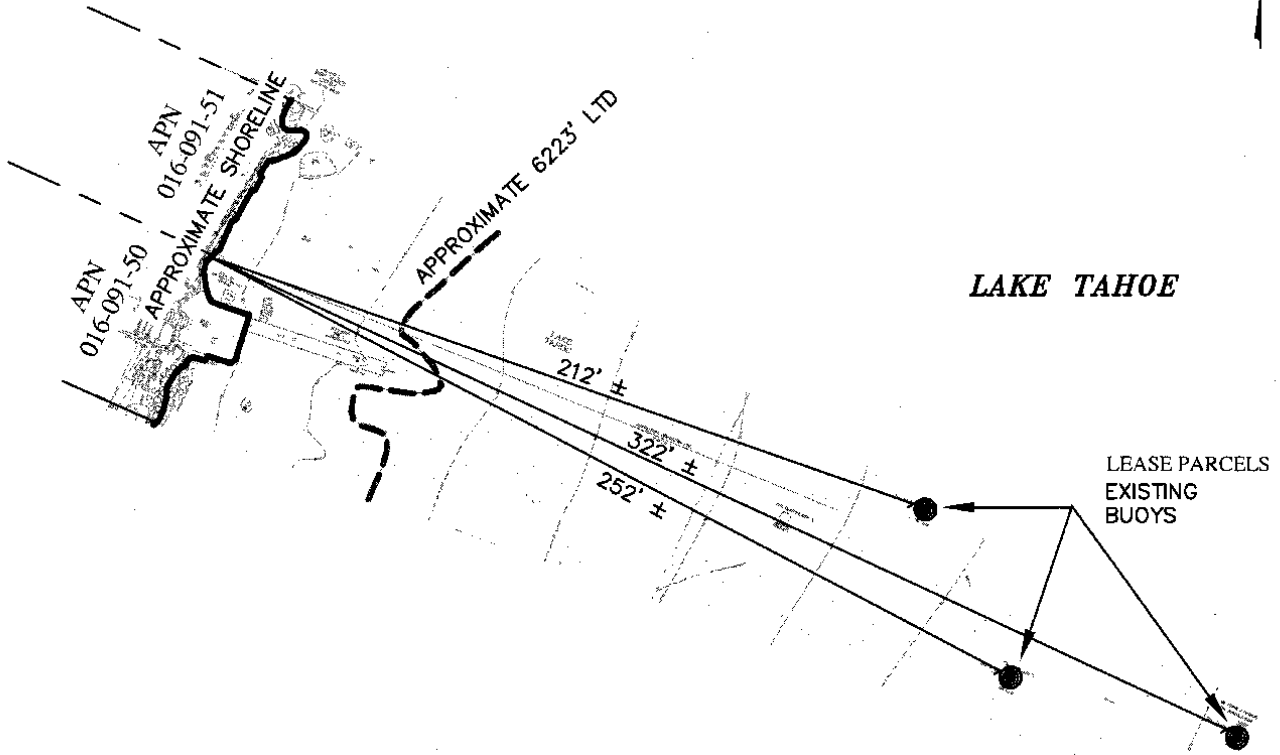 APN
016-091-51
APPROXIMATE SHORELINE
APN
016-091-50
APPROXIMATE 6223' LTD
LAKE TAHOE
212' ±
322' ±
252' ±
LEASE PARCELS
EXISTING
BUOYS